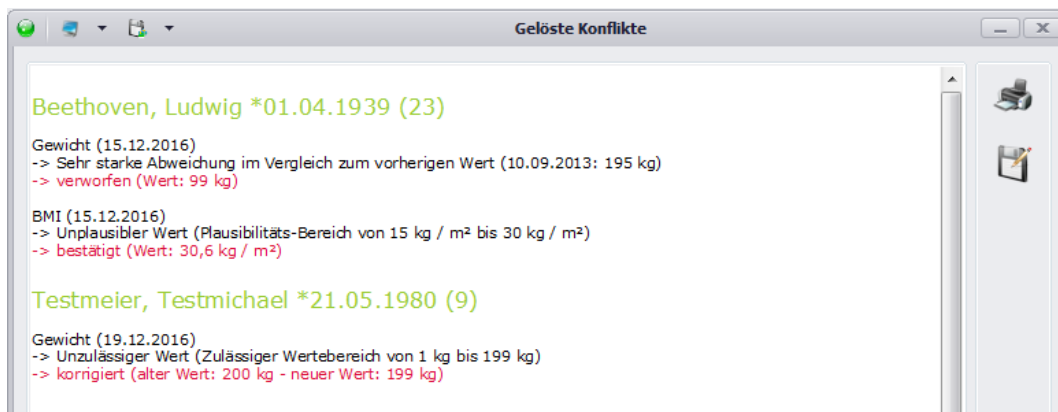 Gelöste Konflikte
Beethoven, Ludwig *01.04.1939 (23)
Gewicht (15.12.2016)
-> Sehr starke Abweichung im Vergleich zum vorherigen Wert (10.09.2013: 195 kg)
-> verworfen (Wert: 99 kg)
BMI (15.12.2016)
-> Unplausibler Wert (Plausibilitäts-Bereich von 15 kg / m² bis 30 kg / m²)
-> bestätigt (Wert: 30,6 kg / m²)
Testmeier, Testmichael *21.05.1980 (9)
Gewicht (19.12.2016)
-> Unzulässiger Wert (Zulässiger Wertebereich von 1 kg bis 199 kg)
-> korrigiert (alter Wert: 200 kg - neuer Wert: 199 kg)